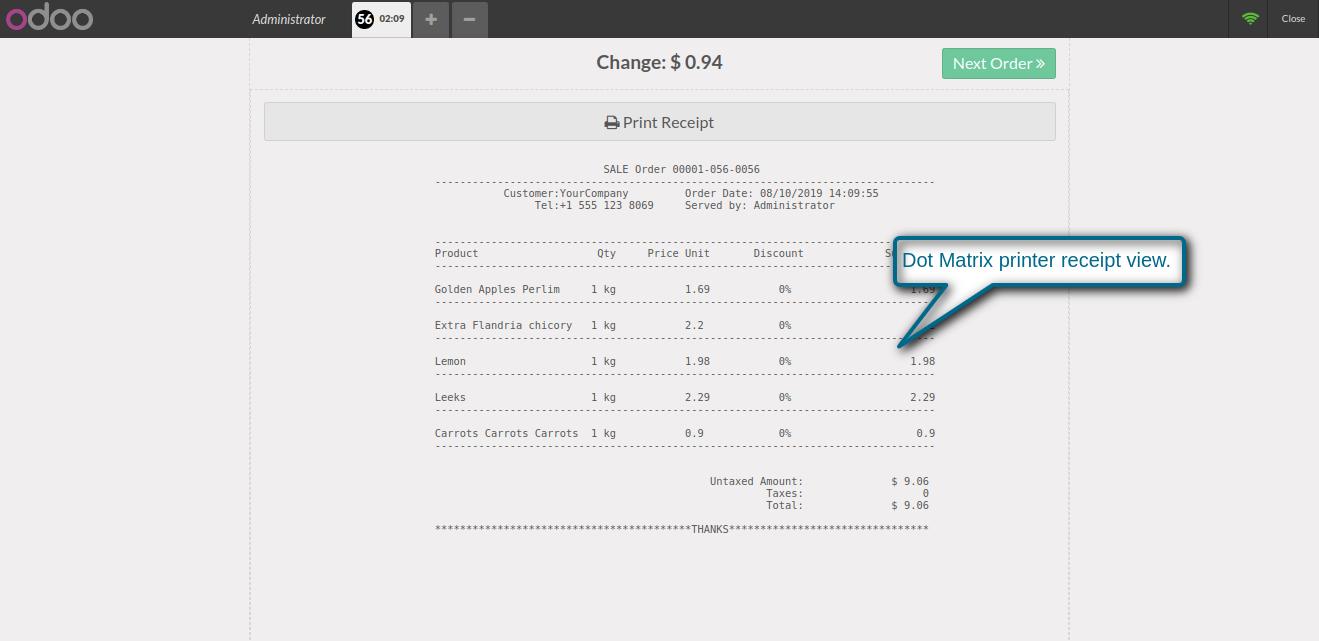 odoo Administrator 56 02:09 Close
Change: $ 0.94 Next Order
Print Receipt
SALE Order 00001-056-0056
--------------------------------------------------------------------------------
Customer:YourCompany Order Date: 08/10/2019 14:09:55
Tel:+1 555 123 8069 Served by: Administrator
--------------------------------------------------------------------------------
Product Qty Price Unit Discount
Dot Matrix printer receipt view.
--------------------------------------------------------------------------------
Golden Apples Perlim 1 kg 1.69 0% 1.69
--------------------------------------------------------------------------------
Extra Flandria chicory 1 kg 2.2 0%
--------------------------------------------------------------------------------
Lemon 1 kg 1.98 0% 1.98
--------------------------------------------------------------------------------
Leeks 1 kg 2.29 0% 2.29
--------------------------------------------------------------------------------
Carrots Carrots Carrots 1 kg 0.9 0% 0.9
--------------------------------------------------------------------------------
Untaxed Amount: $ 9.06
Taxes: 0
Total: $ 9.06
*****************************************THANKS********************************